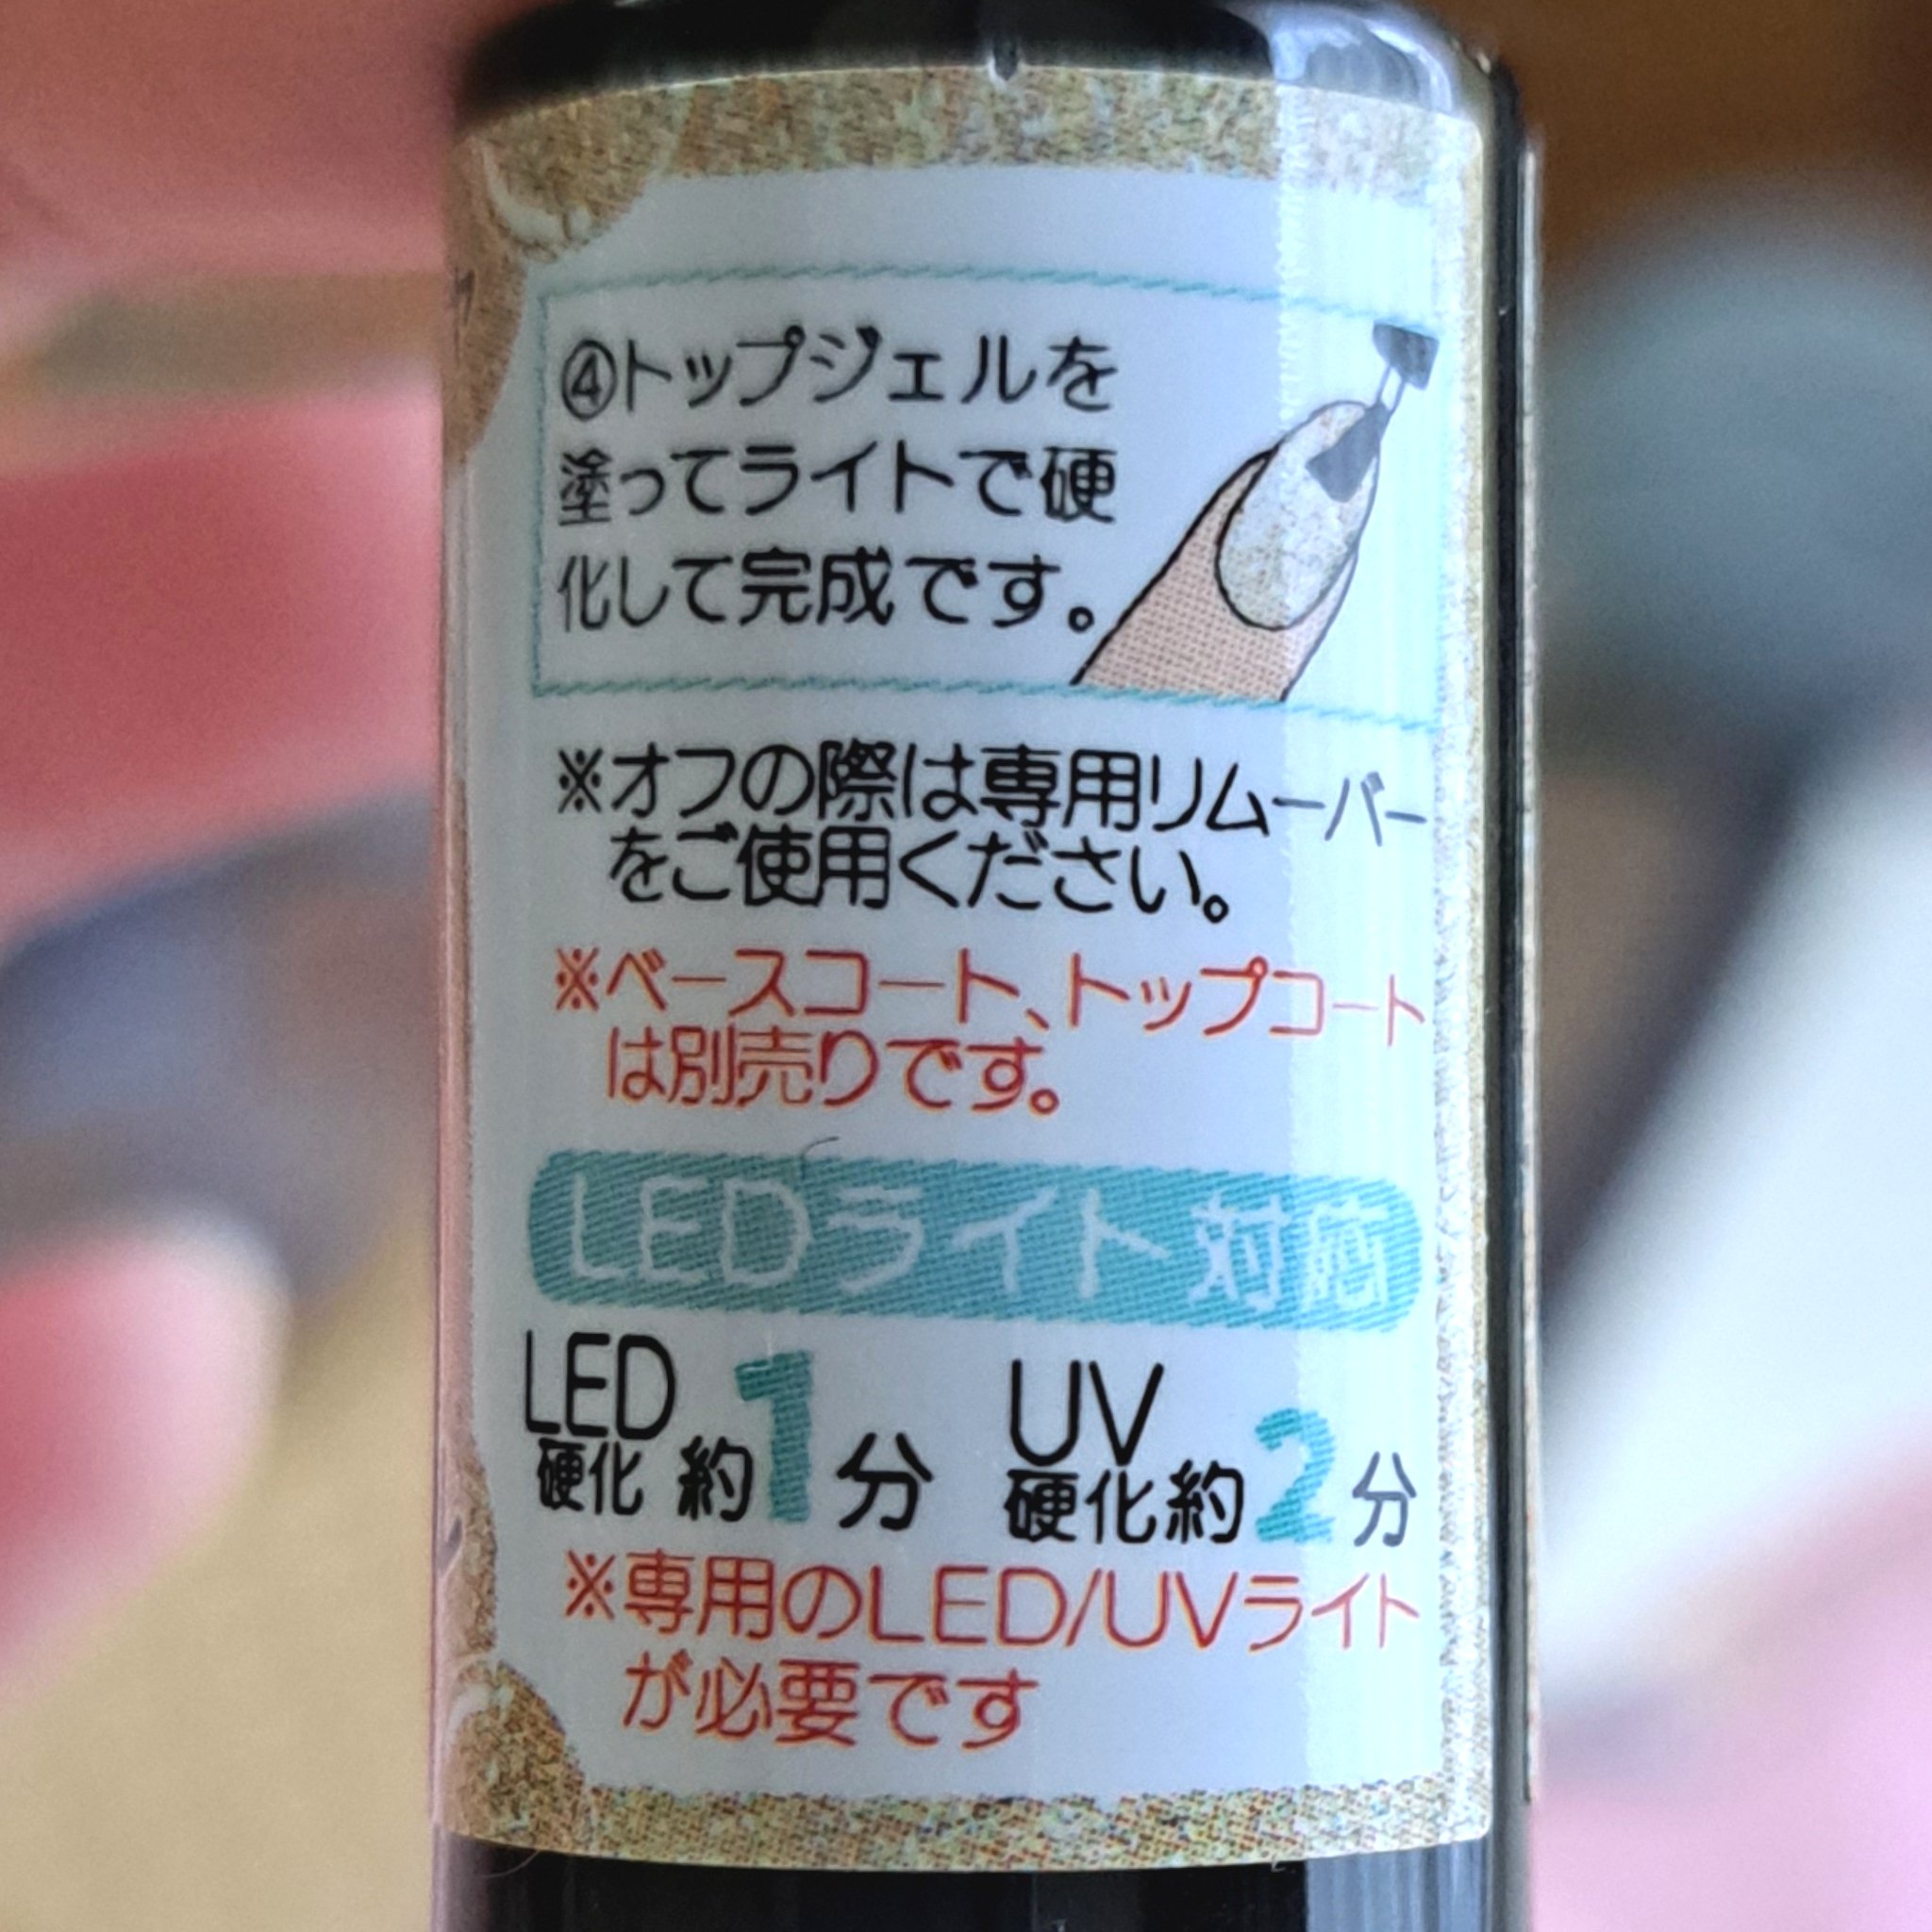 ④トップジェルを
塗ってライトで硬
化して完成です。
※オフの際は専用リムーバー
をご使用ください。
※ベースコート、トップコート
は別売りです。
LEDライト対応
LED硬化 約1分 UV硬化約2分
※専用のLED/UVライト
が必要です